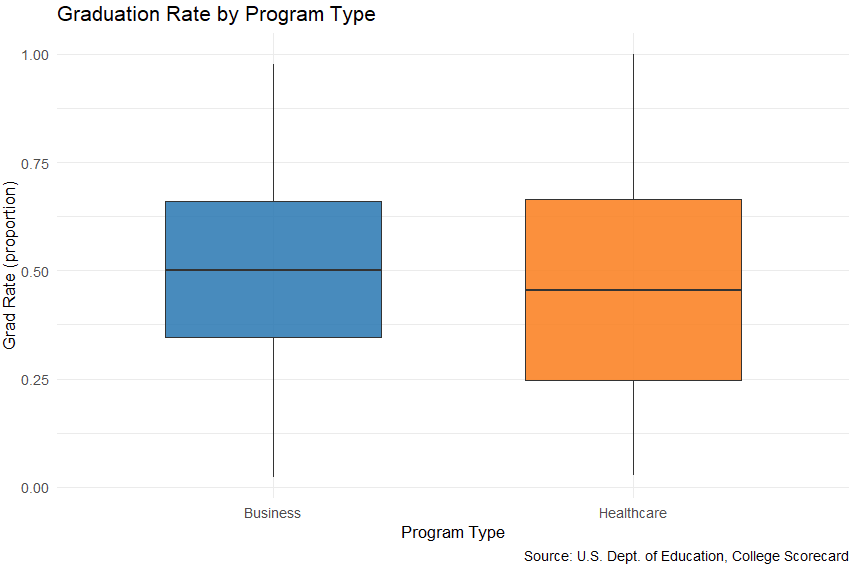 Graduation Rate by Program Type
Grad Rate (proportion)
1.00
0.75
0.50
0.25
0.00
Business
Healthcare
Program Type
Source: U.S. Dept. of Education, College Scorecard